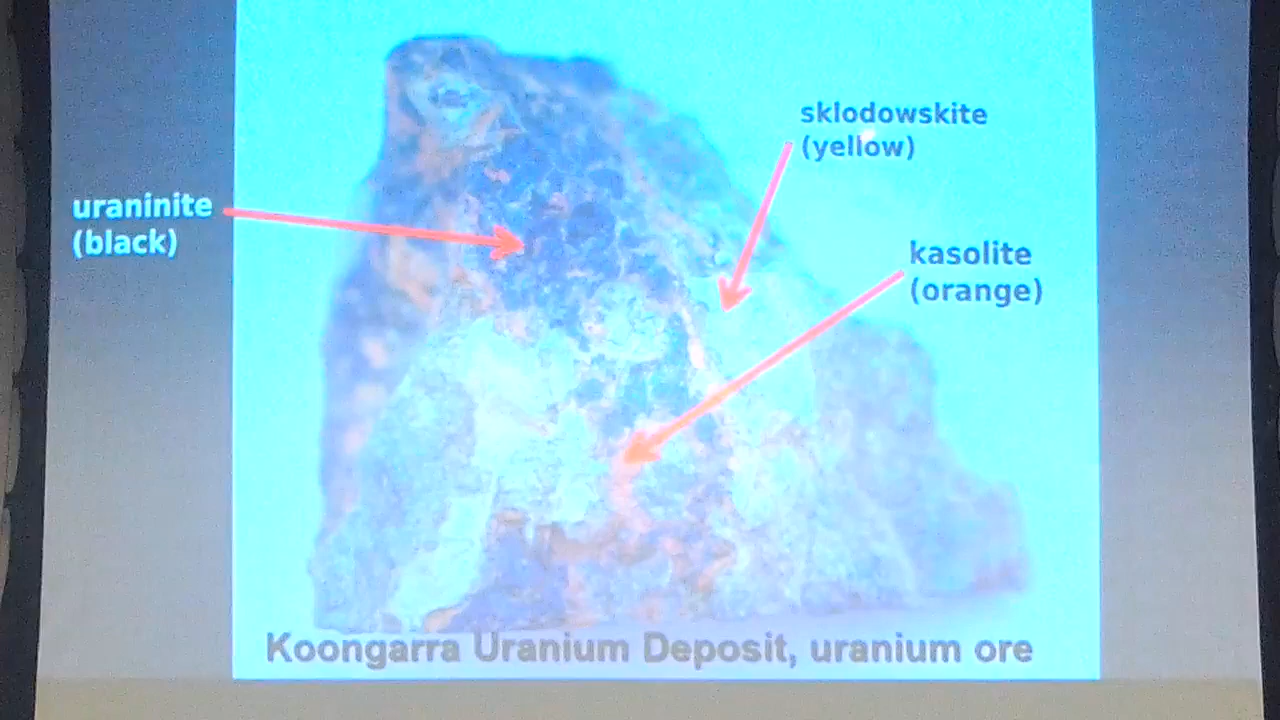 sklodowskite
(yellow)
uraninite
(black)
kasolite
(orange)
Koongarra Uranium Deposit, uranium ore